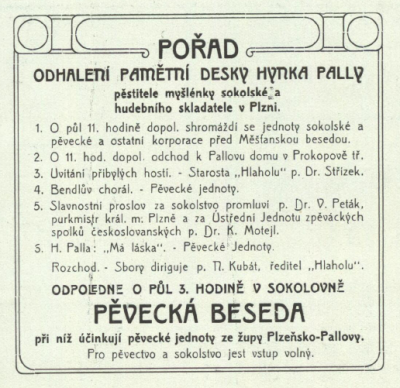 POŘAD
ODHALENÍ PAMĚTNÍ DESKY HYNKA PALLY
pěstitele myšlénky sokolské a
hudebního skladatele v Plzni.
1. O půl 11. hodině dopol. shromáždí se jednoty sokolské a
pěvecké a ostatní korporace před Měšťanskou besedou.
2. O 11. hod. dopol. odchod k Pallovu domu v Prokopově tř.
3. Uvítání přibylých hostí. - Starosta „Hlaholu" p. Dr. Střízek.
4. Bendlův chorál. - Pěvecké jednoty.
5. Slavnostní proslov za sokolstvo promluví p. Dr. V. Peták,
purkmistr král. m. Plzně a za Ústřední Jednotu zpěváckých
spolků československých p. Dr. K. Motejl.
5. H. Palla: „Má láska". - Pěvecké Jednoty.
Rozchod. - Sbory diriguje p. N. Kubát, ředitel „Hlaholu".
ODPOLEDNE O PŮL 3. HODINĚ V SOKOLOVNĚ
PĚVECKÁ BESEDA
při níž účinkují pěvecké jednoty ze župy Plzeňsko-Pallovy.
Pro pěvectvo a sokolstvo jest vstup volný.